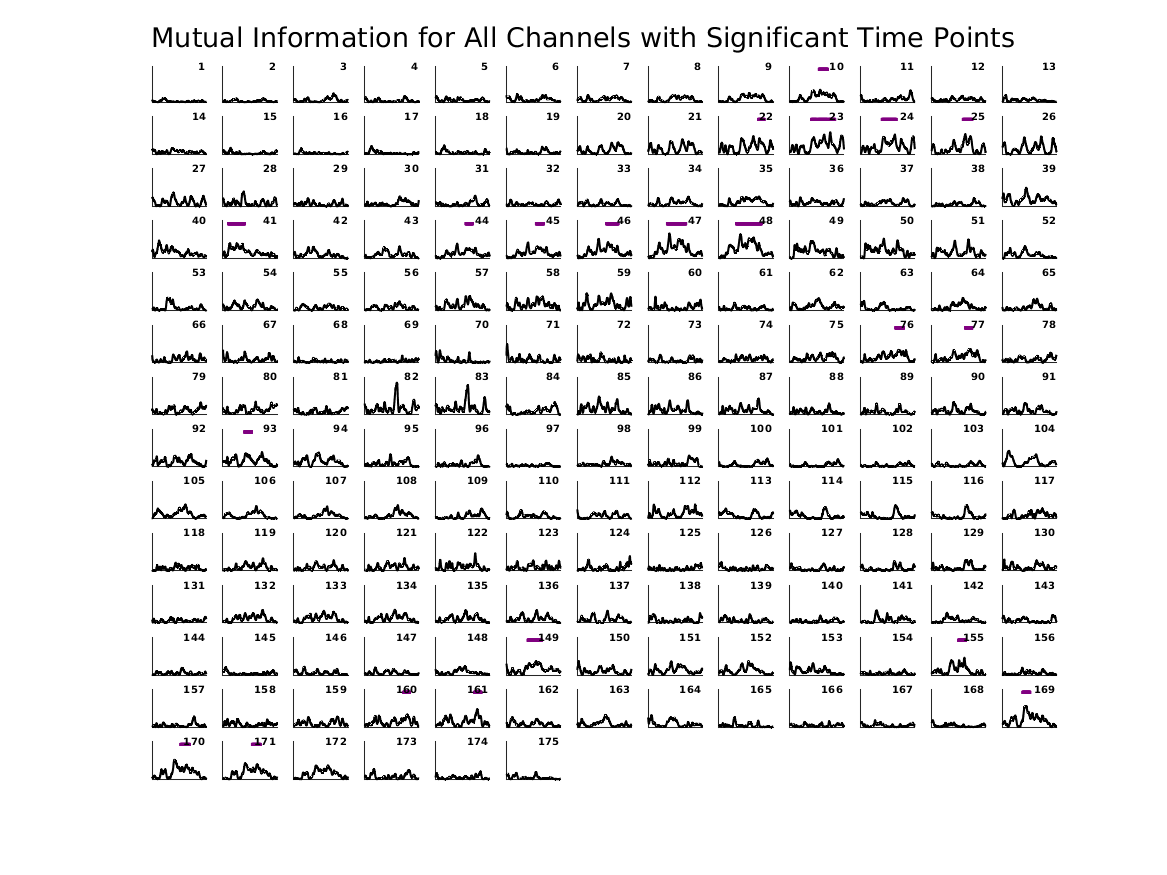 Mutual Information for All Channels with Significant Time Points
1 2 3 4 5 6 7 8 9 10 11 12 13
14 15 16 17 18 19 20 21 22 23 24 25 26
27 28 29 30 31 32 33 34 35 36 37 38 39
40 41 42 43 44 45 46 47 48 49 50 51 52
53 54 55 56 57 58 59 60 61 62 63 64 65
66 67 68 69 70 71 72 73 74 75 76 77 78
79 80 81 82 83 84 85 86 87 88 89 90 91
92 93 94 95 96 97 98 99 100 101 102 103 104
105 106 107 108 109 110 111 112 113 114 115 116 117
118 119 120 121 122 123 124 125 126 127 128 129 130
131 132 133 134 135 136 137 138 139 140 141 142 143
144 145 146 147 148 149 150 151 152 153 154 155 156
157 158 159 160 161 162 163 164 165 166 167 168 169
170 171 172 173 174 175